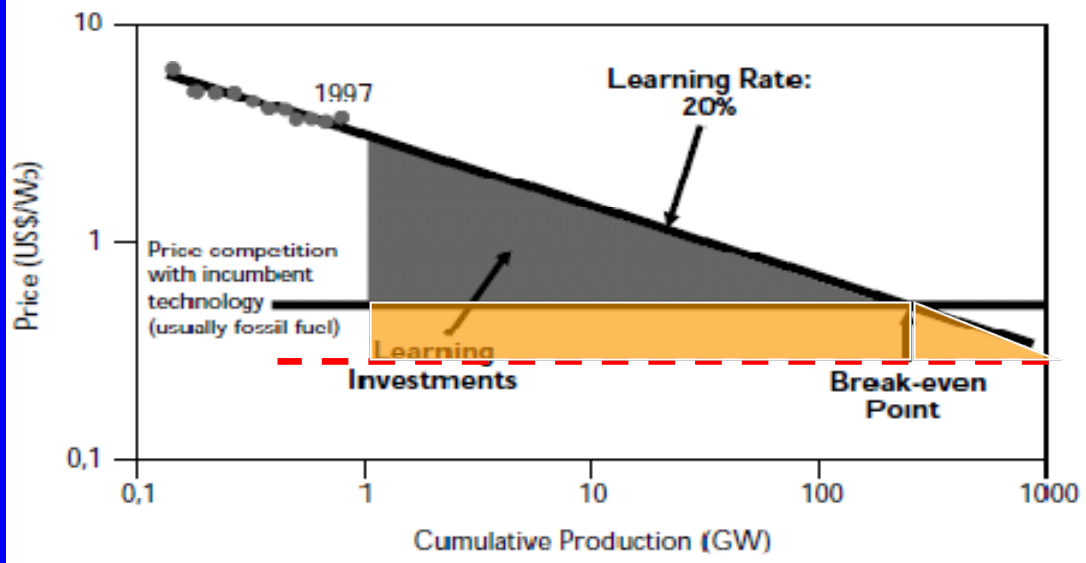 10
1997
Learning Rate:
20%
Price (US$/Wp)
1
Price competition
with incumbent
technology
(usually fossil fuel)
Learning
Investments
Break-even
Point
0,1
0,1
1
10
100
1000
Cumulative Production (GW)